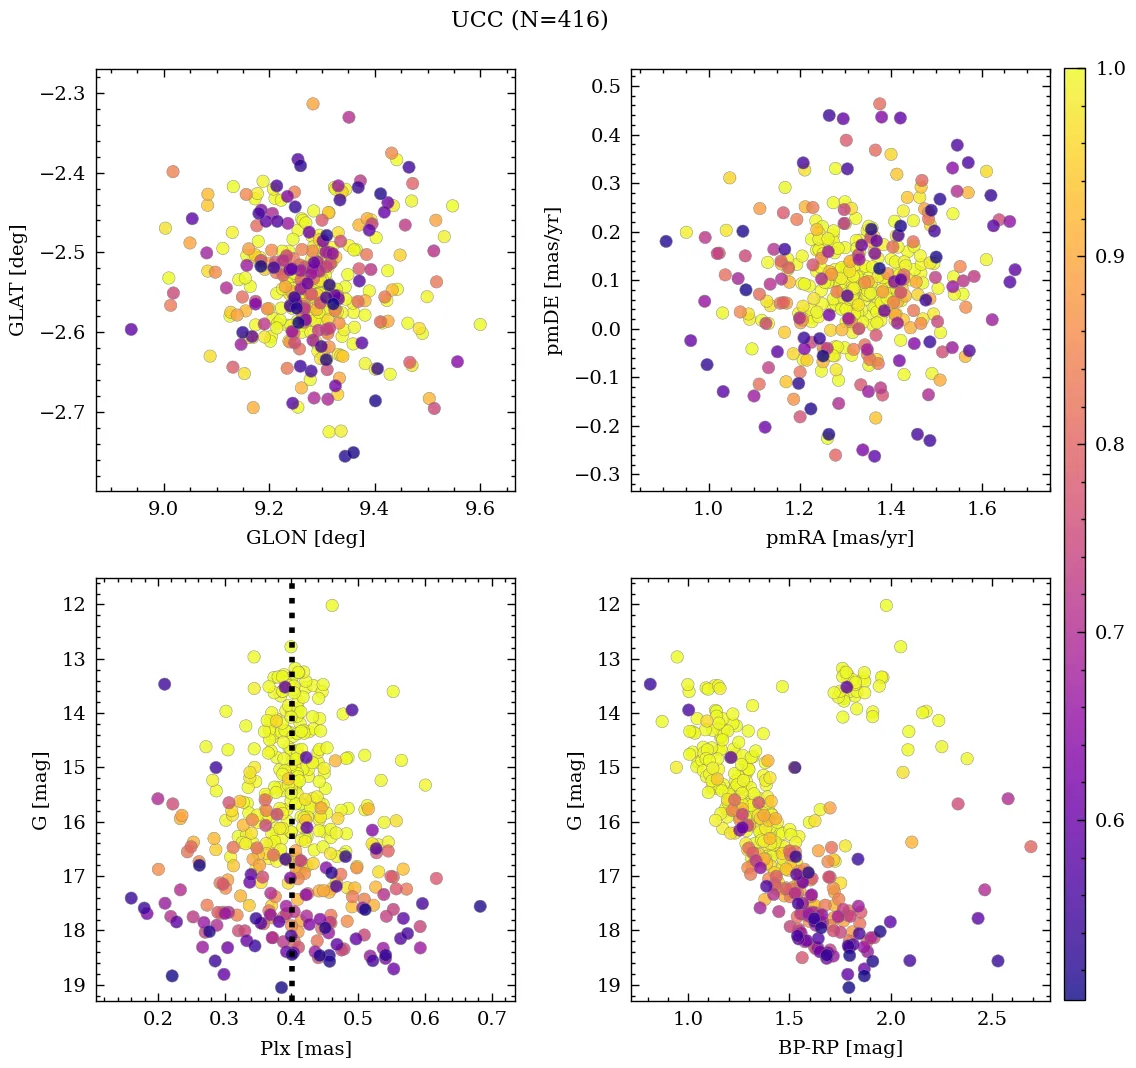 UCC (N=416)
−2.3
−2.4
−2.5
−2.6
−2.7
GLAT [deg]
9.0 9.2 9.4 9.6
GLON [deg]
0.5
0.4
0.3
0.2
0.1
0.0
−0.1
−0.2
−0.3
pmDE [mas/yr]
1.0 1.2 1.4 1.6
pmRA [mas/yr]
1.0
0.9
0.8
0.7
0.6
12
13
14
15
16
17
18
19
G [mag]
0.2 0.3 0.4 0.5 0.6 0.7
Plx [mas]
12
13
14
15
16
17
18
19
G [mag]
1.0 1.5 2.0 2.5
BP-RP [mag]